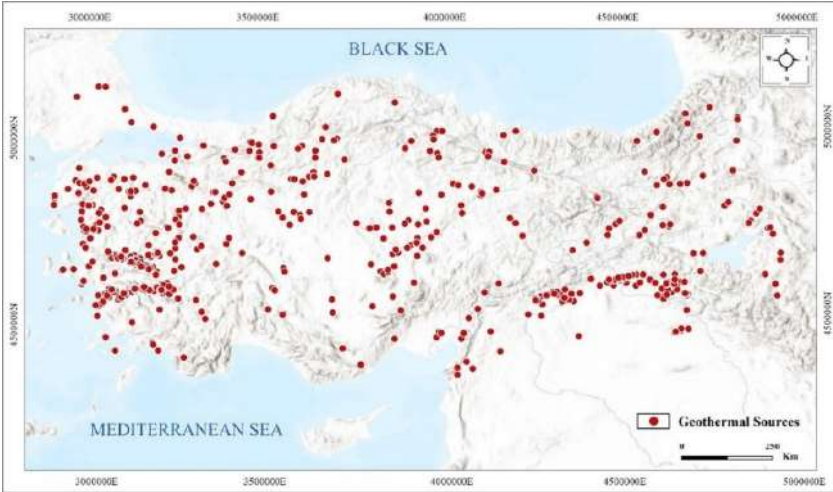 3000000E 3500000E 4000000E 4500000E 5000000E
BLACK SEA
N
W
S
5000000N 5000000N
4500000N 4500000N
MEDITERRANEAN SEA
Geothermal Sources
0 250
Km
3000000E 3500000E 4000000E 4500000E 5000000E